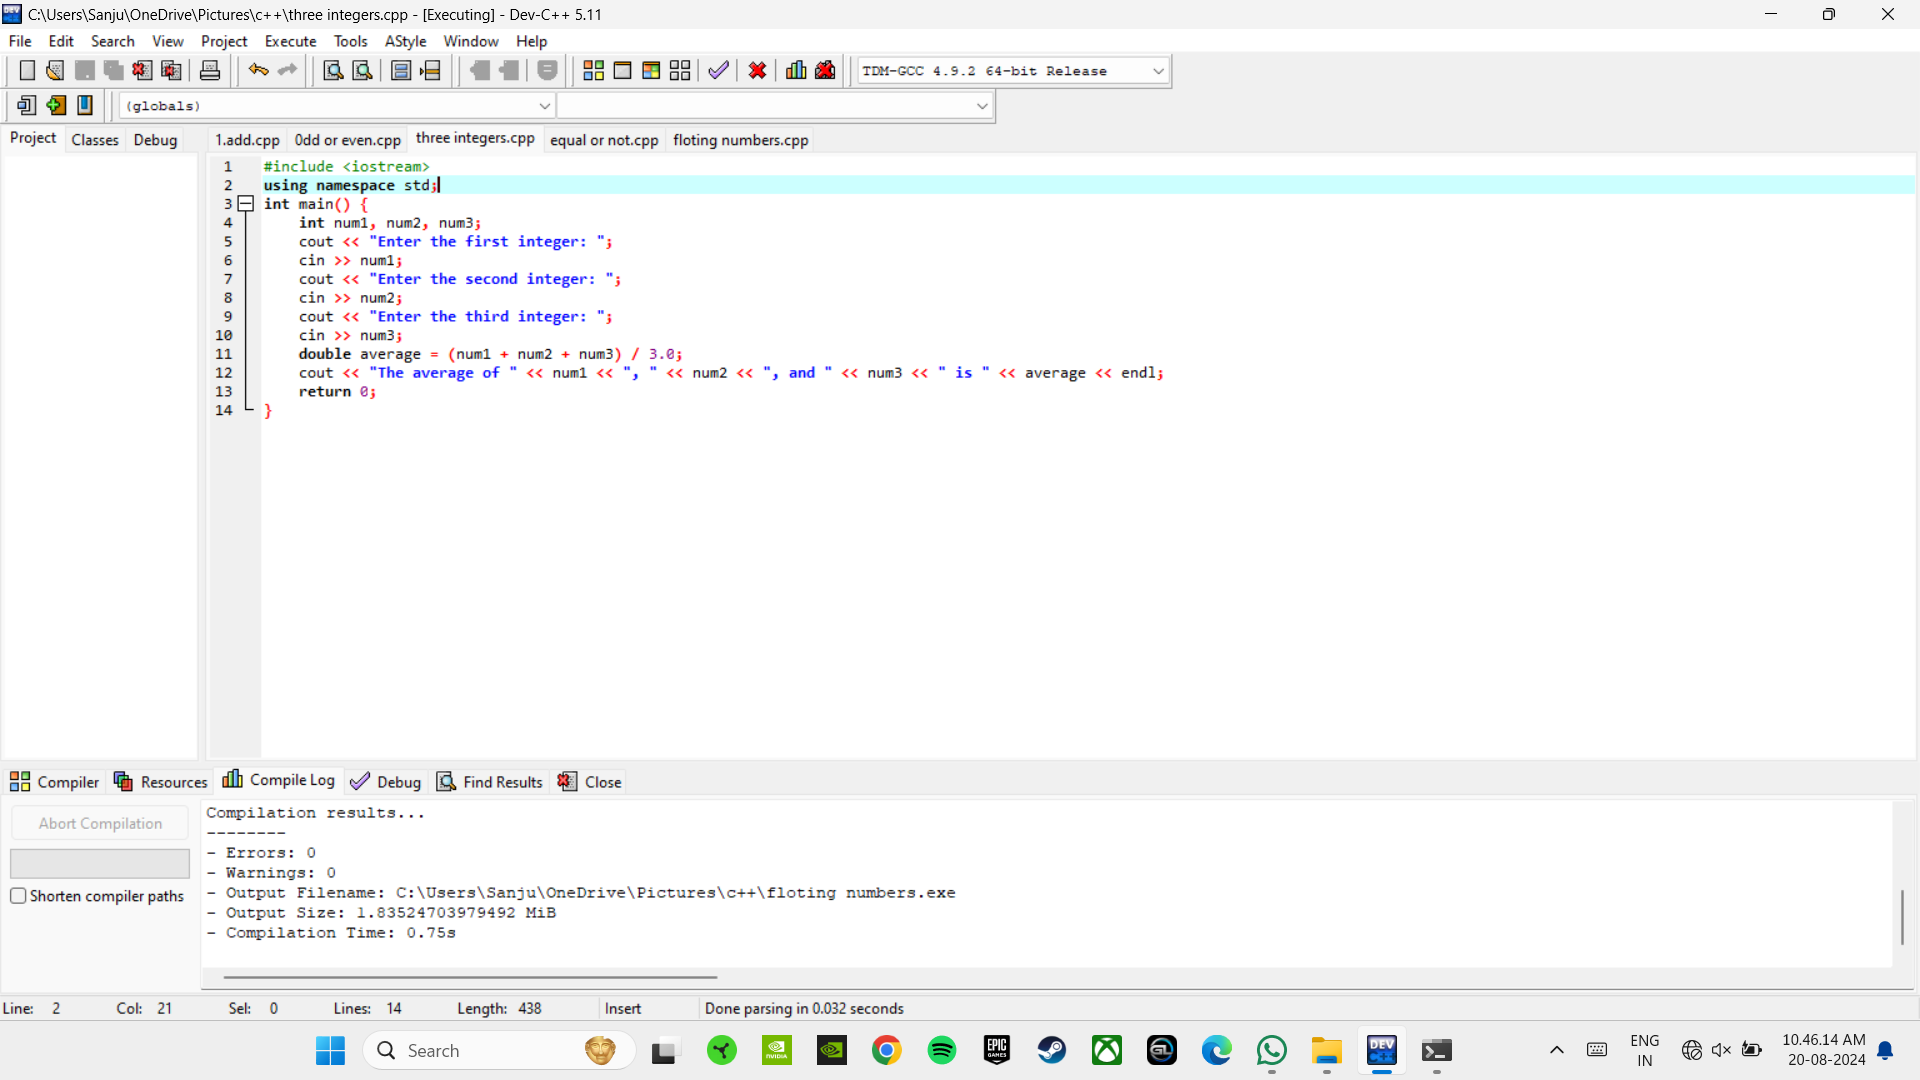 C:\Users\Sanju\OneDrive\Pictures\c++\three integers.cpp - [Executing] - Dev-C++ 5.11
File Edit Search View Project Execute Tools AStyle Window Help
TDM-GCC 4.9.2 64-bit Release
(globals)
Project Classes Debug 1.add.cpp 0dd or even.cpp three integers.cpp equal or not.cpp floting numbers.cpp
1 #include <iostream>
2 using namespace std;
3 int main() {
4 int num1, num2, num3;
5 cout << "Enter the first integer: ";
6 cin >> num1;
7 cout << "Enter the second integer: ";
8 cin >> num2;
9 cout << "Enter the third integer: ";
10 cin >> num3;
11 double average = (num1 + num2 + num3) / 3.0;
12 cout << "The average of " << num1 << ", " << num2 << ", and " << num3 << " is " << average << endl;
13 return 0;
14 }
Compiler Resources Compile Log Debug Find Results Close
Abort Compilation
Shorten compiler paths
Compilation results...
--------
- Errors: 0
- Warnings: 0
- Output Filename: C:\Users\Sanju\OneDrive\Pictures\c++\floting numbers.exe
- Output Size: 1.83524703979492 MiB
- Compilation Time: 0.75s
Line: 2 Col: 21 Sel: 0 Lines: 14 Length: 438 Insert Done parsing in 0.032 seconds
Search
NVIDIA
EPIC GAMES
DEV C++
ENG
IN
10.46.14 AM
20-08-2024